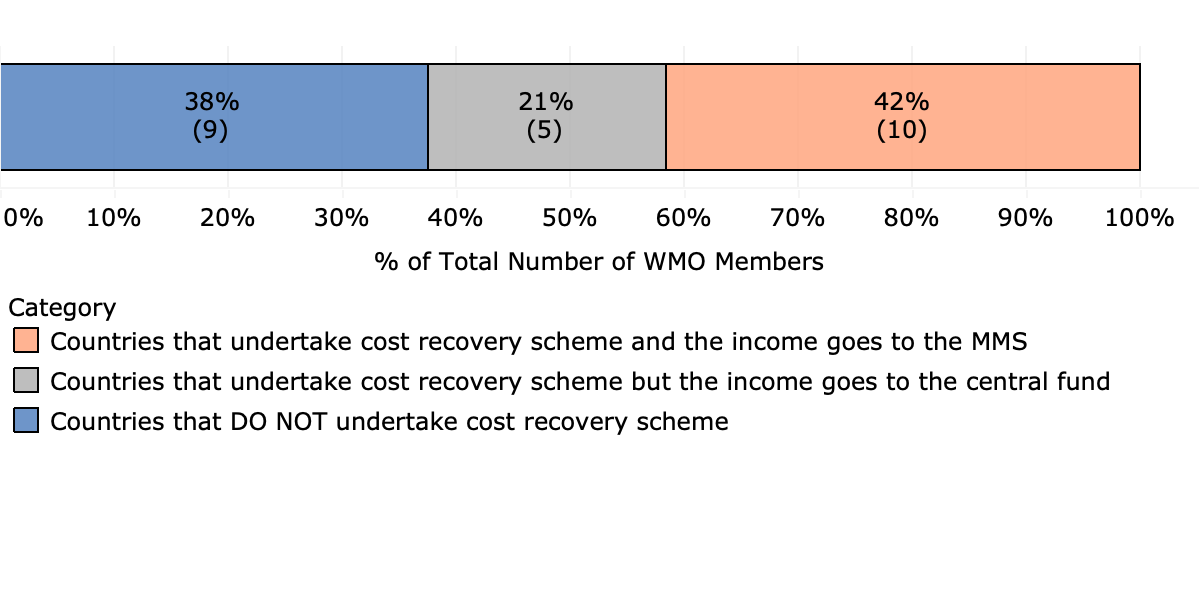 38%
(9)
21%
(5)
42%
(10)
0% 10% 20% 30% 40% 50% 60% 70% 80% 90% 100%
% of Total Number of WMO Members
Category
Countries that undertake cost recovery scheme and the income goes to the MMS
Countries that undertake cost recovery scheme but the income goes to the central fund
Countries that DO NOT undertake cost recovery scheme